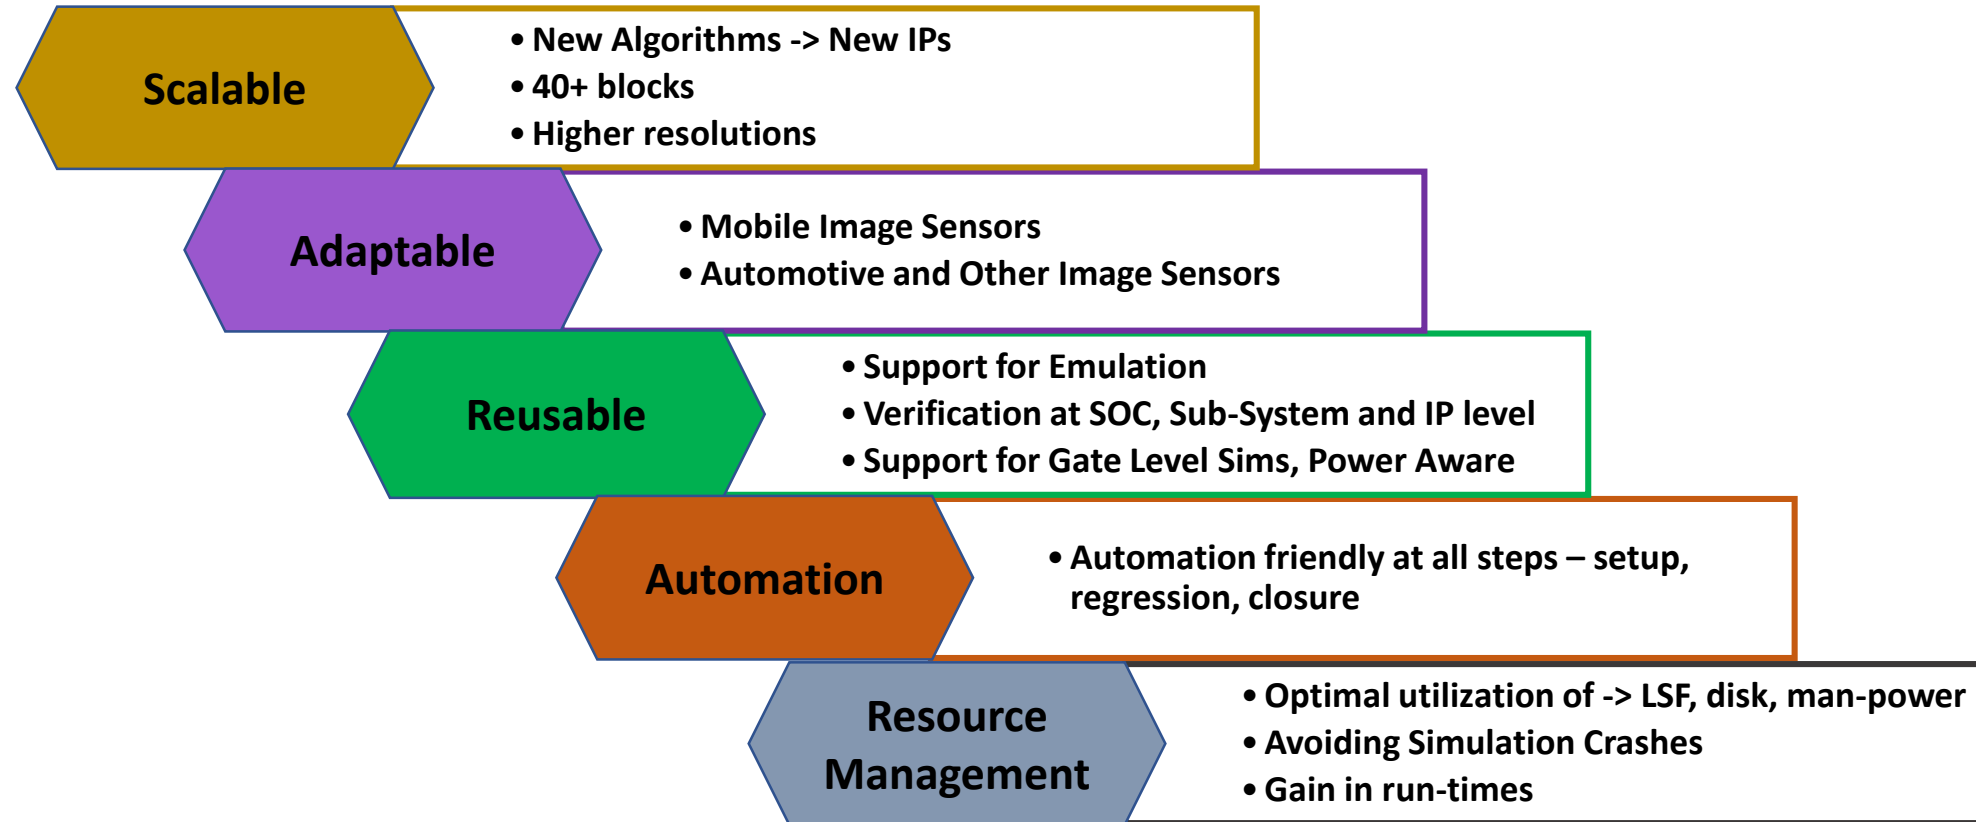 Scalable
• New Algorithms -> New IPs
• 40+ blocks
• Higher resolutions
Adaptable
• Mobile Image Sensors
• Automotive and Other Image Sensors
Reusable
• Support for Emulation
• Verification at SOC, Sub-System and IP level
• Support for Gate Level Sims, Power Aware
Automation
• Automation friendly at all steps – setup,
regression, closure
Resource
Management
• Optimal utilization of -> LSF, disk, man-power
• Avoiding Simulation Crashes
• Gain in run-times